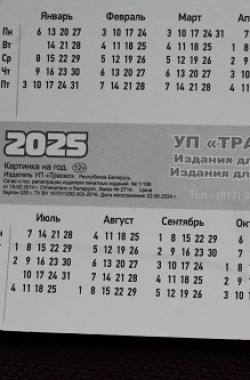 Январь Февраль Март
Пн 6 13 20 27 3 10 17 24 3 10 17 24 31
Вт 7 14 21 28 4 11 18 25 4 11 18 25
Ср 1 8 15 22 29 5 12 19 26 5 12 19 26
Чт 2 9 16 23 30 6 13 20 27 6 13 20 27
Пт 3 10 17 24 31 7 14 21 28 7 14 21 28
2025
УП «ТРА
Картинка на год. 12+
Издания дл
Издатель УП «Траско». Республика Беларусь.
Издания для
Июль Август Сентябрь Ок
7 14 21 28 4 11 18 25 1 8 15 22 29
1 8 15 22 29 5 12 19 26 2 9 16 23 30
2 9 16 23 30 6 13 20 27 3 10 17 24 1
3 10 17 24 31 7 14 21 28 4 11 18 25 2
4 11 18 25 1 8 15 22 29 5 12 19 26 3